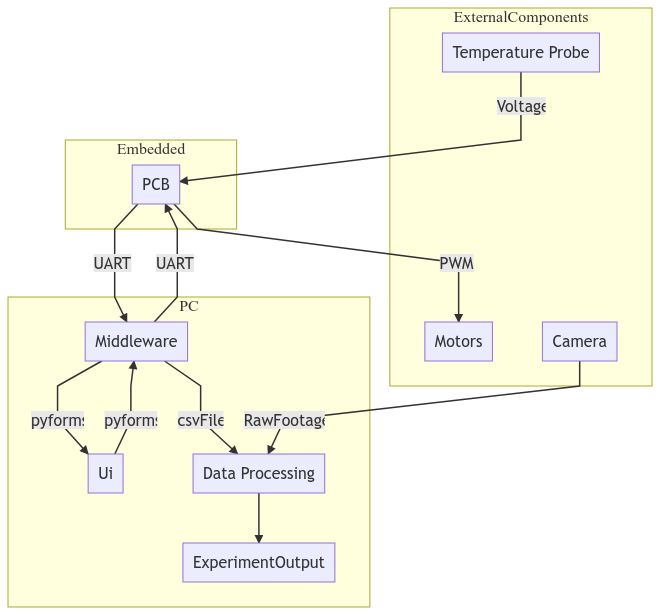 ExternalComponents
Temperature Probe
Voltage
Embedded
PCB
UART
UART
PWM
PC
Middleware
Motors
Camera
pyforms
pyforms
csvFile
RawFootage
Ui
Data Processing
ExperimentOutput